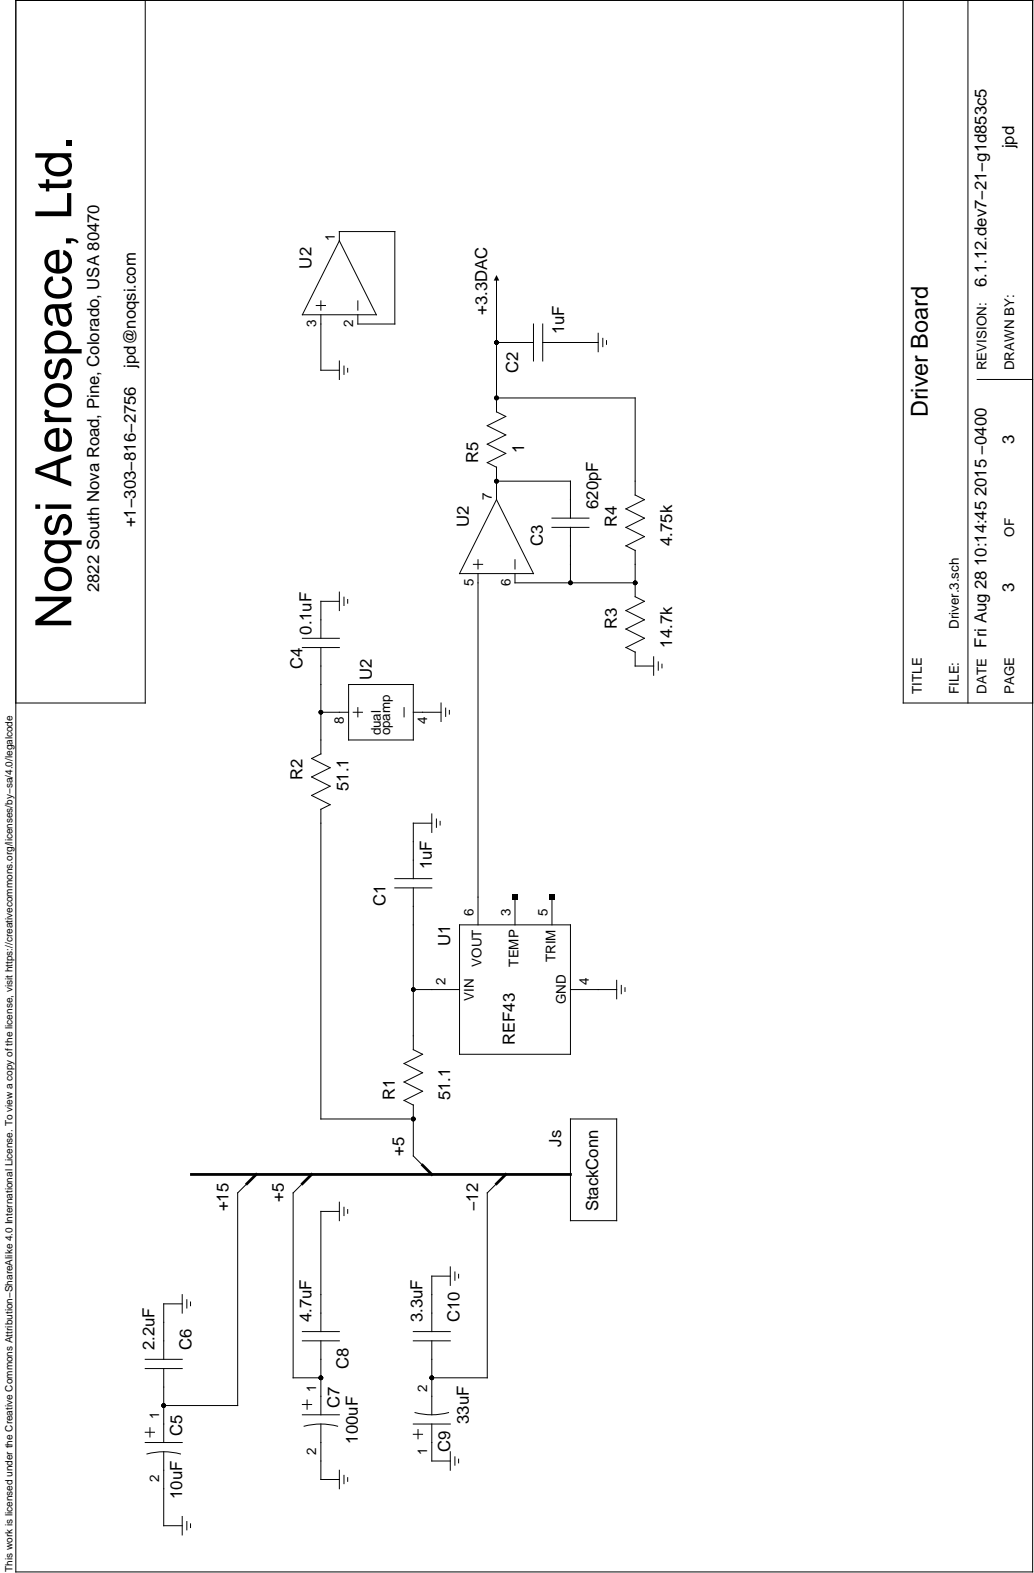 This work is licensed under the Creative Commons Attribution−ShareAlike 4.0 International License. To view a copy of the license, visit https://creativecommons.org/licenses/by−sa/4.0/legalcode
Noqsi Aerospace, Ltd.
2822 South Nova Road, Pine, Colorado, USA 80470
+1−303−816−2756 jpd@noqsi.com
2.2uF
C6
+
1
2
C5
10uF
+15
4.7uF
C8
+
1
2
C7
100uF
+5
3.3uF
C10
2
1
+
C9
33uF
−12
+5
Js
StackConn
R1
51.1
C1
1uF
R2
51.1
C4
0.1uF
U2
8
+
dual
opamp
−
4
U1
2
VIN
VOUT
6
TEMP
3
TRIM
5
GND
4
REF43
U2
3
+
2
−
1
U2
5
+
6
−
7
R5
1
C3
620pF
R3
14.7k
R4
4.75k
C2
1uF
+3.3DAC
TITLE
Driver Board
FILE: Driver.3.sch
DATE Fri Aug 28 10:14:45 2015 −0400
REVISION: 6.1.12.dev7−21−g1d853c5
PAGE 3 OF 3
DRAWN BY: jpd